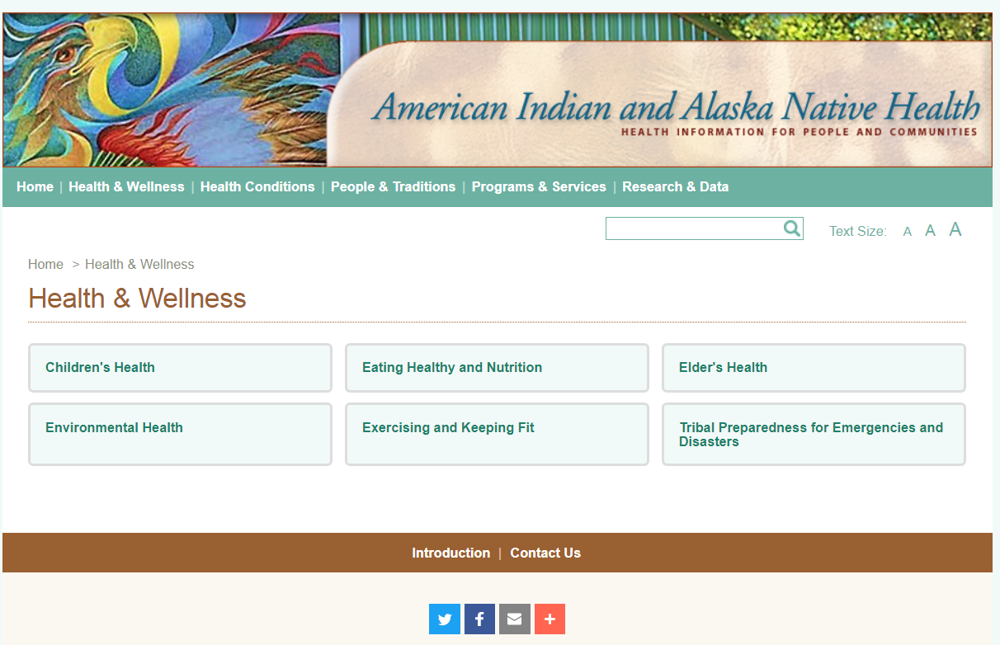 American Indian and Alaska Native Health
HEALTH INFORMATION FOR PEOPLE AND COMMUNITIES
Home | Health & Wellness | Health Conditions | People & Traditions | Programs & Services | Research & Data
Text Size: A A A
Home > Health & Wellness
Health & Wellness
Children's Health
Eating Healthy and Nutrition
Elder's Health
Environmental Health
Exercising and Keeping Fit
Tribal Preparedness for Emergencies and
Disasters
Introduction | Contact Us